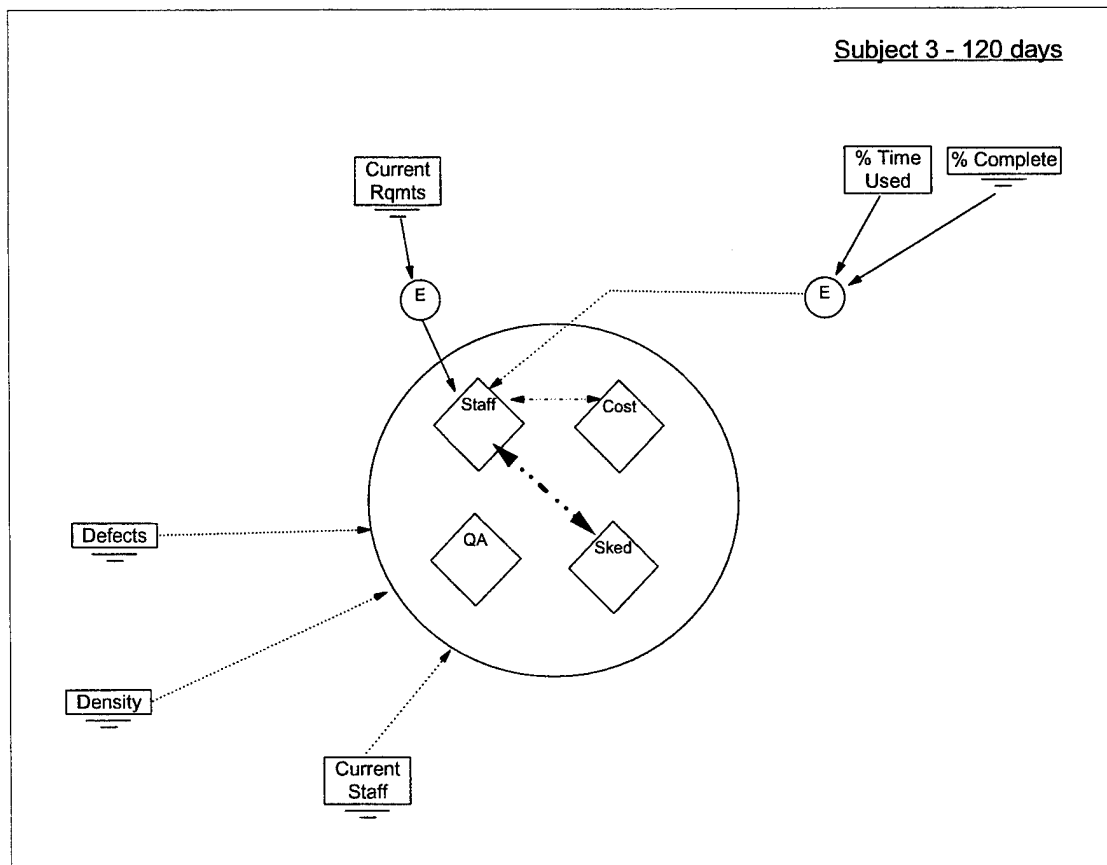 Subject 3 - 120 days
Current
Rqmts
% Time
Used
% Complete
E
E
Staff
Cost
QA
Sked
Defects
Density
Current
Staff